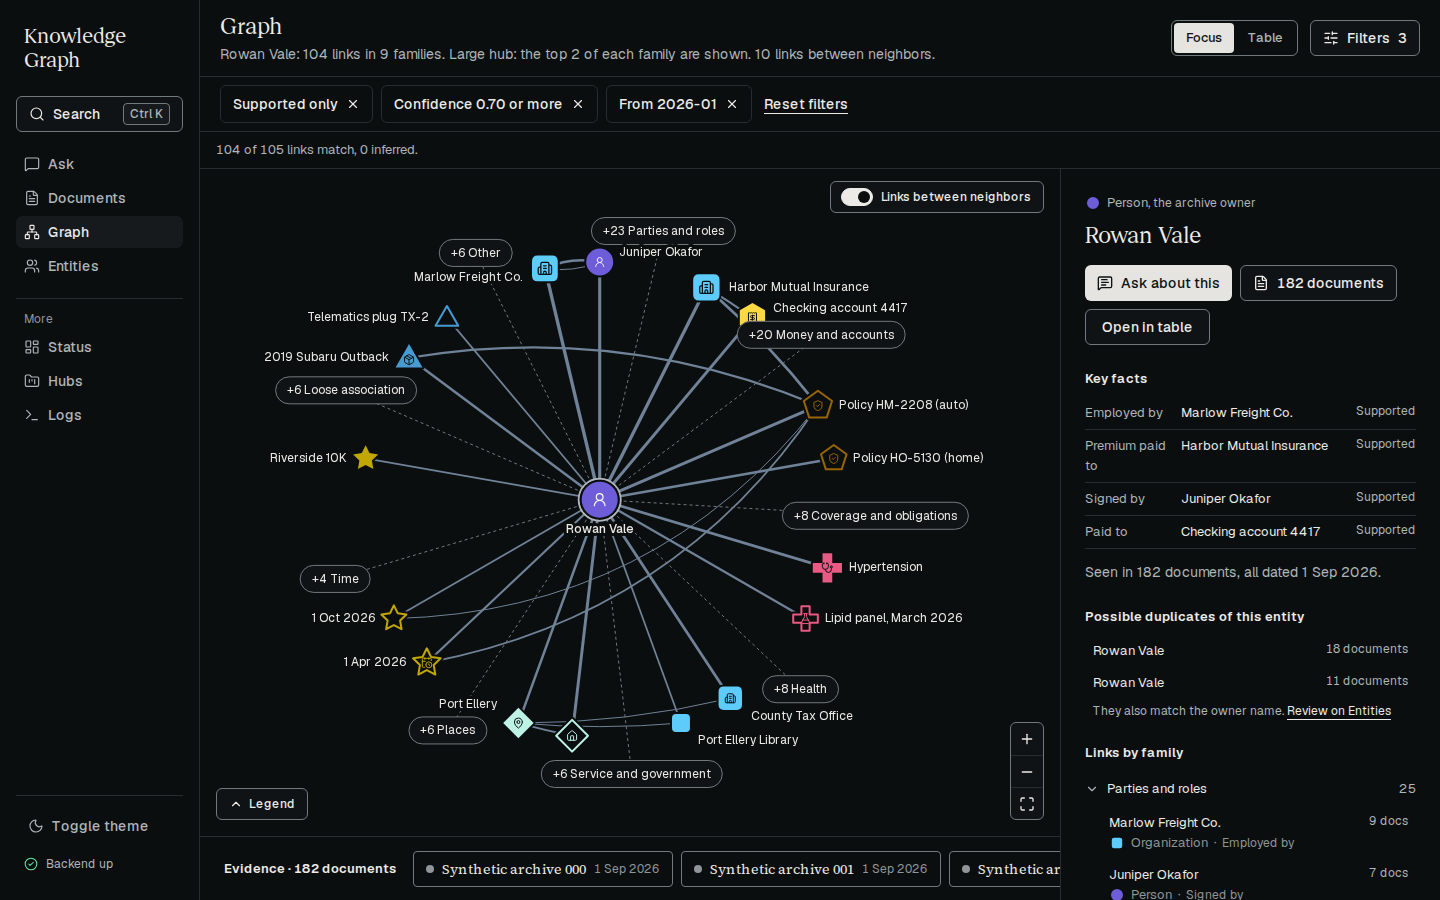 Knowledge
Graph
Search
Ctrl K
Ask
Documents
Graph
Entities
More
Status
Hubs
Logs
Toggle theme
Backend up
Graph
Rowan Vale: 104 links in 9 families. Large hub: the top 2 of each family are shown. 10 links between neighbors.
Focus
Table
Filters 3
Supported only
Confidence 0.70 or more
From 2026-01
Reset filters
104 of 105 links match, 0 inferred.
Links between neighbors
+23 Parties and roles
+6 Other
Juniper Okafor
Marlow Freight Co.
Harbor Mutual Insurance
Checking account 4417
Telematics plug TX-2
+20 Money and accounts
2019 Subaru Outback
+6 Loose association
Policy HM-2208 (auto)
Riverside 10K
Policy HO-5130 (home)
+8 Coverage and obligations
Rowan Vale
Hypertension
+4 Time
1 Oct 2026
Lipid panel, March 2026
1 Apr 2026
+8 Health
Port Ellery
County Tax Office
+6 Places
Port Ellery Library
+6 Service and government
Legend
Evidence · 182 documents
Synthetic archive 000 1 Sep 2026
Synthetic archive 001 1 Sep 2026
Synthetic ar
Person, the archive owner
Rowan Vale
Ask about this
182 documents
Open in table
Key facts
Employed by Marlow Freight Co. Supported
Premium paid to Harbor Mutual Insurance Supported
Signed by Juniper Okafor Supported
Paid to Checking account 4417 Supported
Seen in 182 documents, all dated 1 Sep 2026.
Possible duplicates of this entity
Rowan Vale 18 documents
Rowan Vale 11 documents
They also match the owner name. Review on Entities
Links by family
Parties and roles 25
Marlow Freight Co. 9 docs
Organization · Employed by
Juniper Okafor 7 docs
Person · Signed by